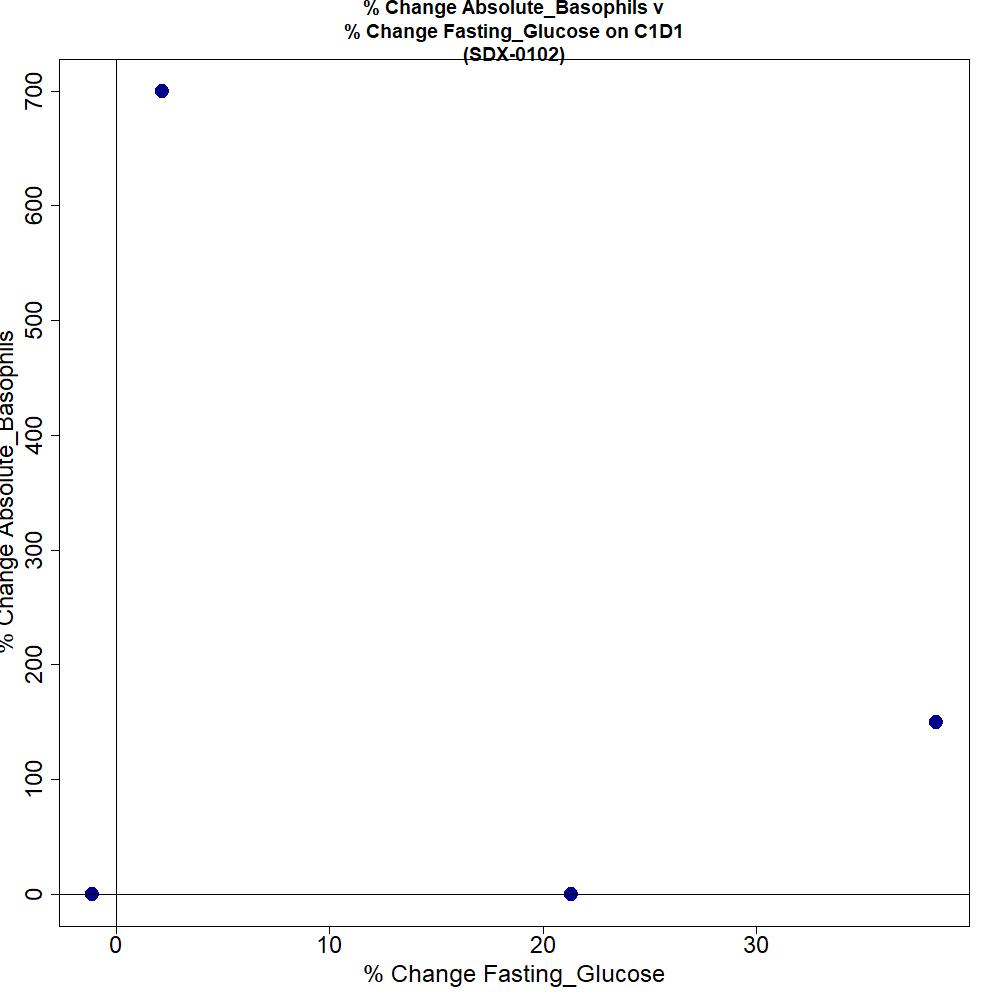 % Change Absolute_Basophils v
% Change Fasting_Glucose on C1D1
(SDX-0102)
% Change Absolute_Basophils
700
600
500
400
300
200
100
0
0 10 20 30
% Change Fasting_Glucose